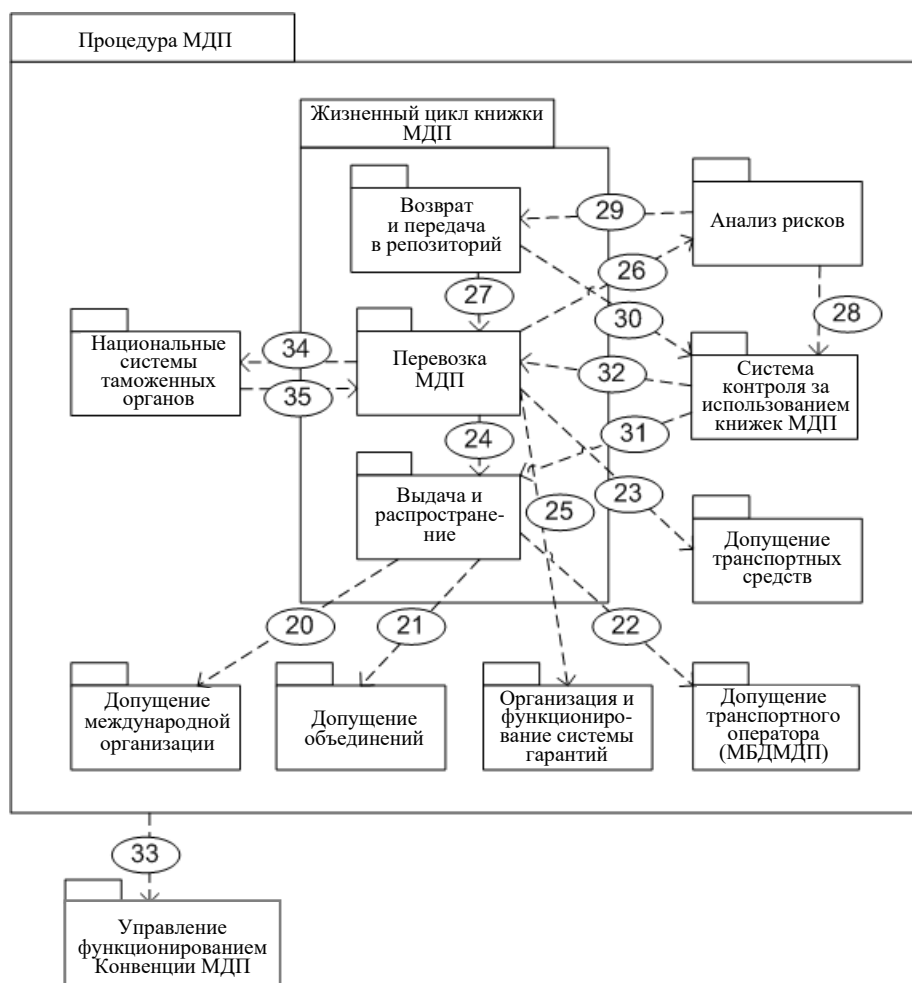 Процедура МДП
Жизненный цикл книжки
МДП
Возврат
и передача
в репозиторий
29
Анализ рисков
26
27
30
28
Национальные
системы
таможенных
органов
34
35
Перевозка
МДП
32
Система
контроля за
использованием
книжек МДП
24
31
Выдача и
распростране-
ние
25
23
Допущение
транспортных
средств
20
21
22
Допущение
международной
организации
Допущение
объединений
Организация и
функциониро-
вание системы
гарантий
Допущение
транспортного
оператора
(МБДМДП)
33
Управление
функционированием
Конвенции МДП